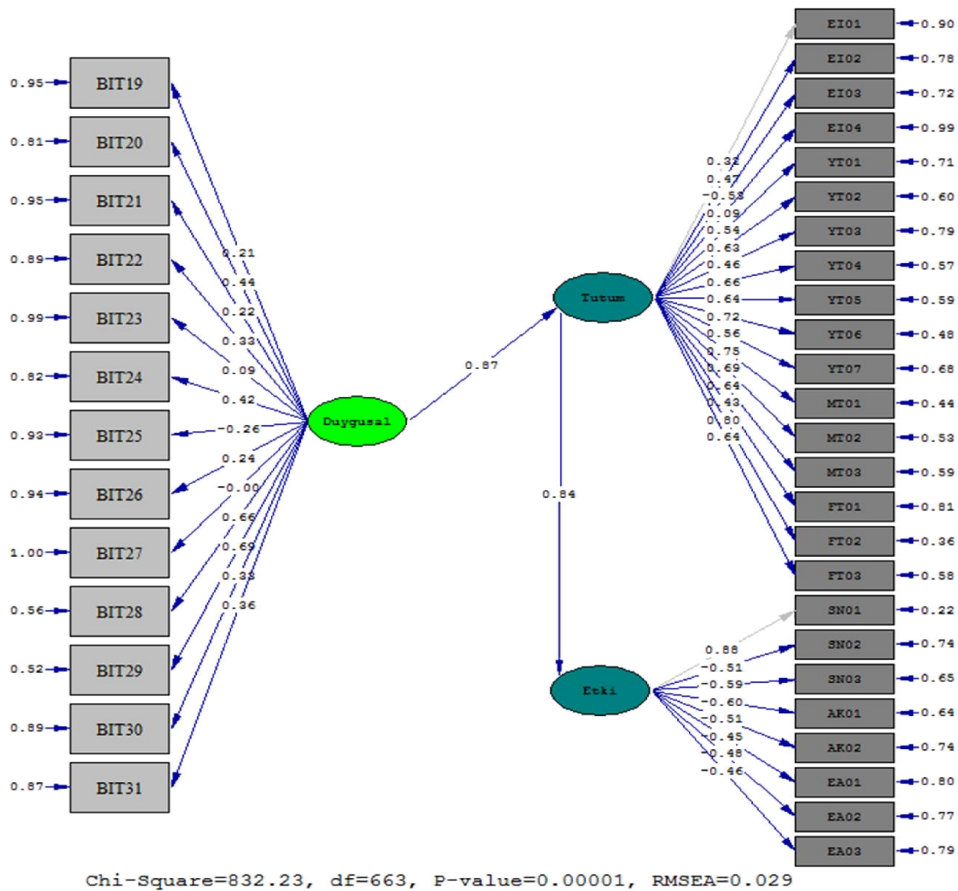 0.95 BIT19
0.81 BIT20
0.95 BIT21
0.89 BIT22
0.99 BIT23
0.82 BIT24
0.93 BIT25
0.94 BIT26
1.00 BIT27
0.56 BIT28
0.52 BIT29
0.89 BIT30
0.87 BIT31
0.21
0.44
0.22
0.33
0.09
0.42
-0.26
0.24
-0.00
0.66
0.69
0.33
0.36
Duygusal
0.87
Tutum
0.84
Etki
0.32
0.47
-0.53
0.09
0.54
0.63
0.46
0.66
0.64
0.72
0.56
0.75
0.69
0.64
0.43
0.80
0.64
0.88
-0.51
-0.59
-0.60
-0.51
-0.45
-0.48
-0.46
EI01 0.90
EI02 0.78
EI03 0.72
EI04 0.99
YT01 0.71
YT02 0.60
YT03 0.79
YT04 0.57
YT05 0.59
YT06 0.48
YT07 0.68
MT01 0.44
MT02 0.53
MT03 0.59
FT01 0.81
FT02 0.36
FT03 0.58
SN01 0.22
SN02 0.74
SN03 0.65
AK01 0.64
AK02 0.74
EA01 0.80
EA02 0.77
EA03 0.79
Chi-Square=832.23, df=663, P-value=0.00001, RMSEA=0.029